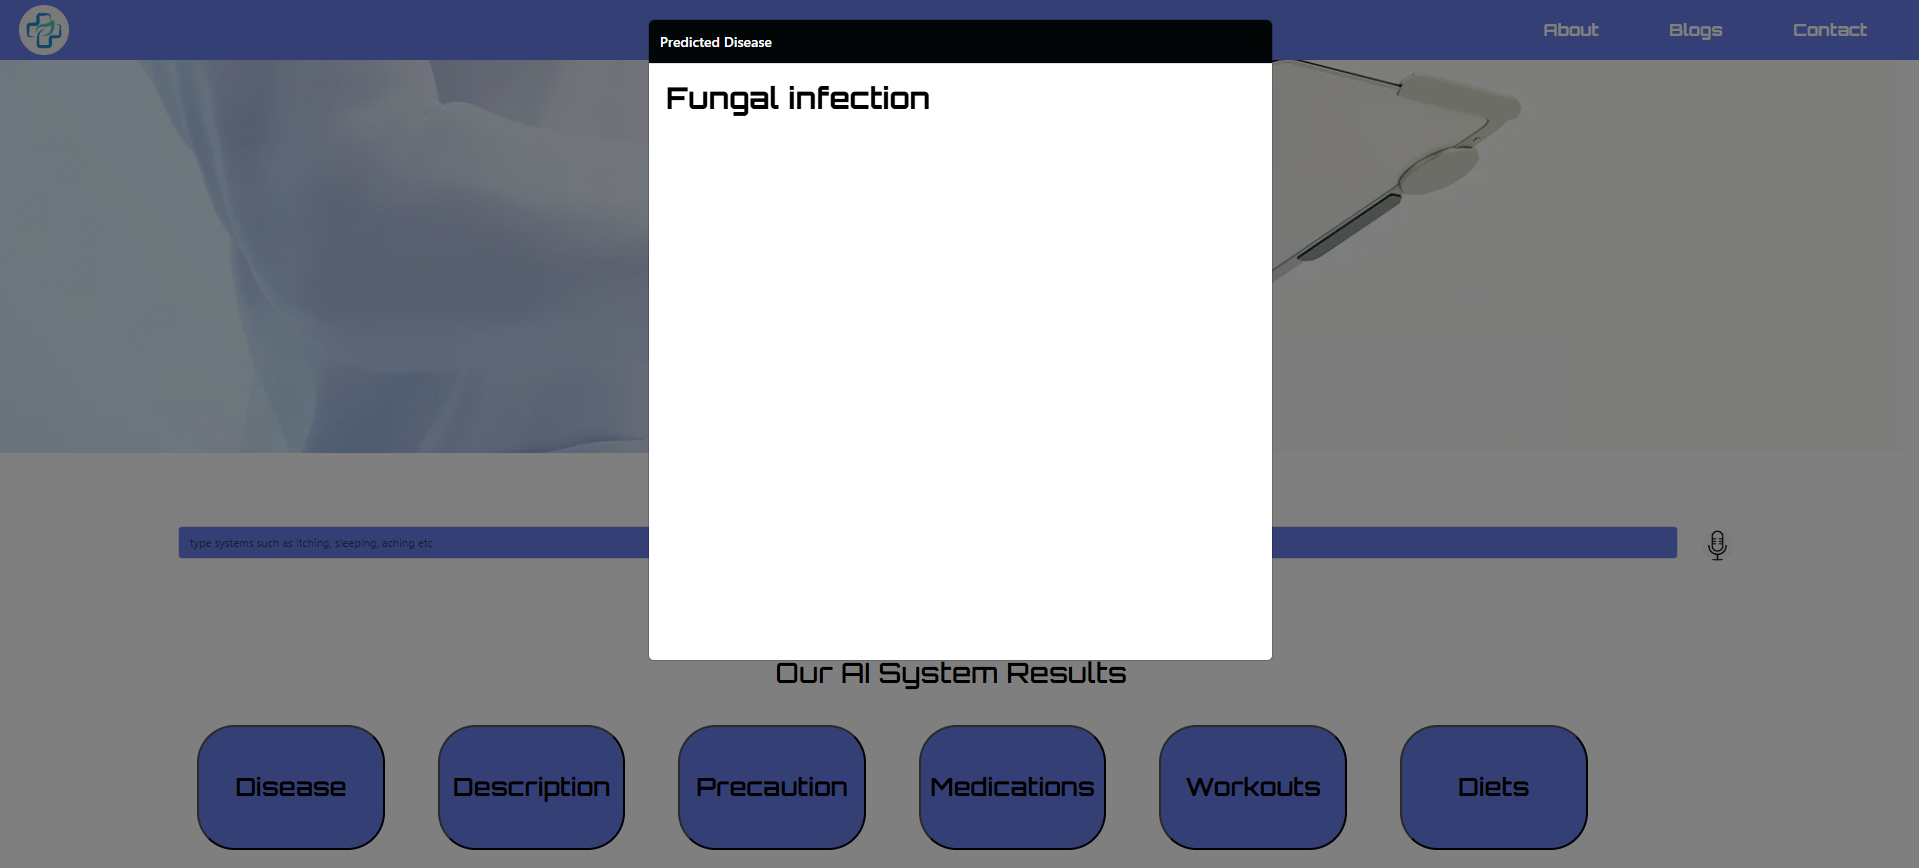 About Blogs Contact
Predicted Disease
Fungal infection
type systems such as itching, sleeping, aching etc
Our AI System Results
Disease Description Precaution Medications Workouts Diets